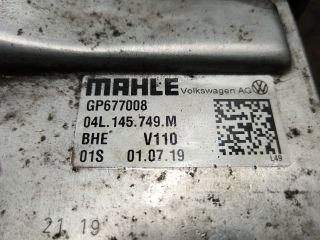 MAHLE Volkswagen AG
GP677008
04L.145.749.M
BHE V110
01S 01.07.19
L49
21 19